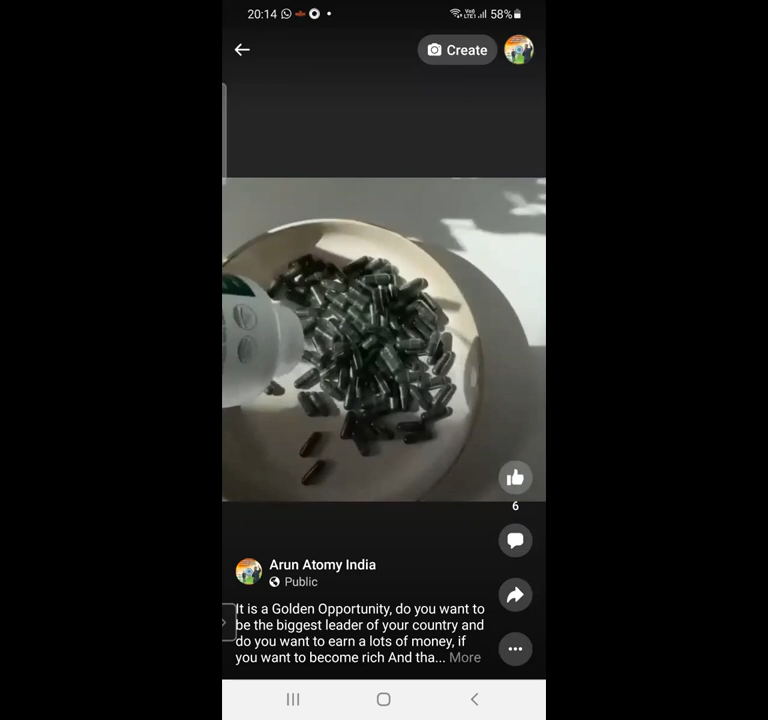 20:14 58%
Create
6
Arun Atomy India
Public
It is a Golden Opportunity, do you want to
be the biggest leader of your country and
do you want to earn a lots of money, if
you want to become rich And tha... More